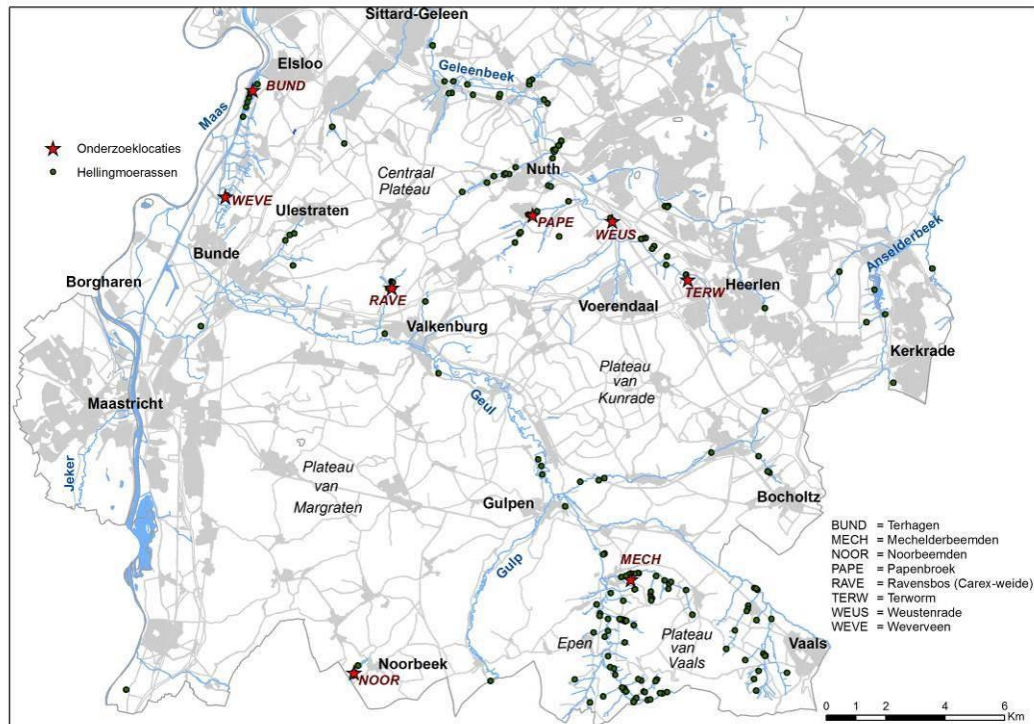 Sittard-Geleen
Elsloo
Geleenbeek
BUND
Maas
Onderzoeklocaties
Hellingmoerassen
Centraal
Plateau
Nuth
WEVE
Ulestraten
PAPE
WEUS
Bunde
Anselderbeek
Borgharen
RAVE
TERW
Heerlen
Voerendaal
Valkenburg
Kerkrade
Plateau
van
Kunrade
Maastricht
Geul
Jeker
Plateau
van
Margraten
Gulpen
Bocholtz
Gulp
MECH
BUND = Terhagen
MECH = Mechelderbeemden
NOOR = Noorbeemden
PAPE = Papenbroek
RAVE = Ravensbos (Carex-weide)
TERW = Terworm
WEUS = Weustenrade
WEVE = Weverveen
Epen
Plateau
van
Vaals
Vaals
Noorbeek
NOOR
0 2 4 6
Km